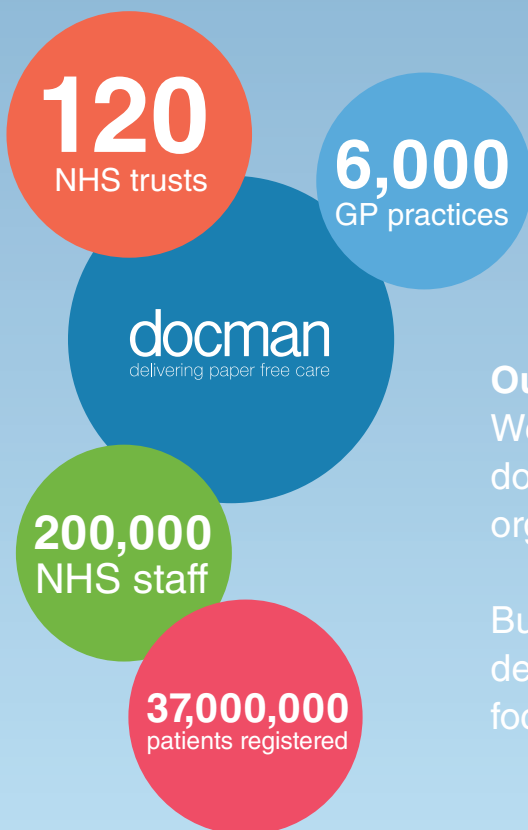 120
NHS trusts
6,000
GP practices
docman
delivering paper free care
200,000
NHS staff
37,000,000
patients registered